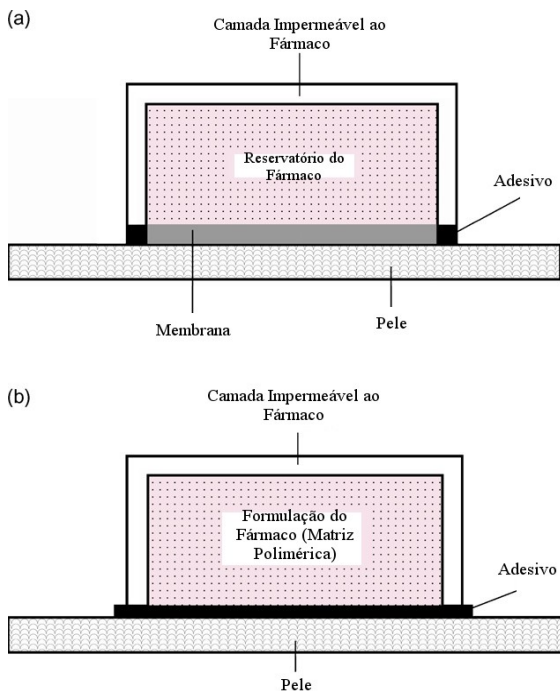 (a)
Camada Impermeável ao
Fármaco
Reservatório do
Fármaco
Adesivo
Membrana
Pele
(b)
Camada Impermeável ao
Fármaco
Formulação do
Fármaco (Matriz
Polimérica)
Adesivo
Pele